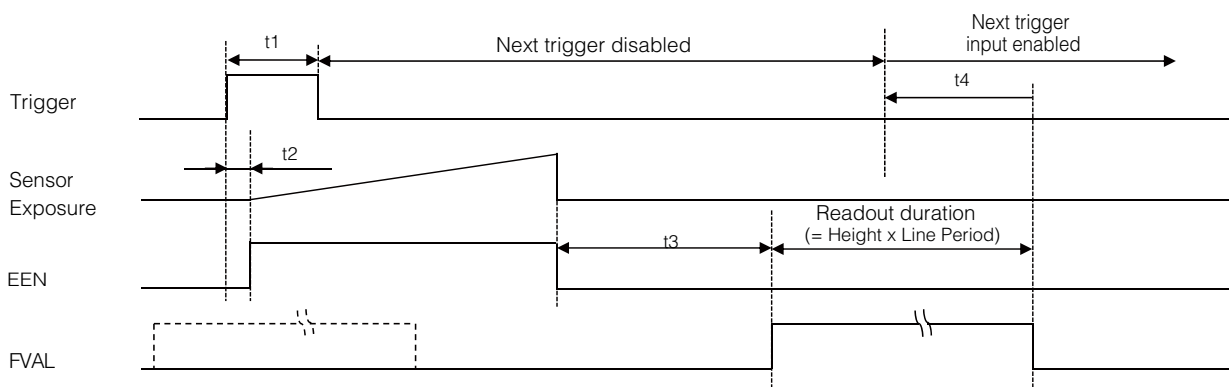 Next trigger
input enabled
t1
Next trigger disabled
t4
Trigger
t2
Sensor
Exposure
Readout duration
(= Height x Line Period)
t3
EEN
FVAL